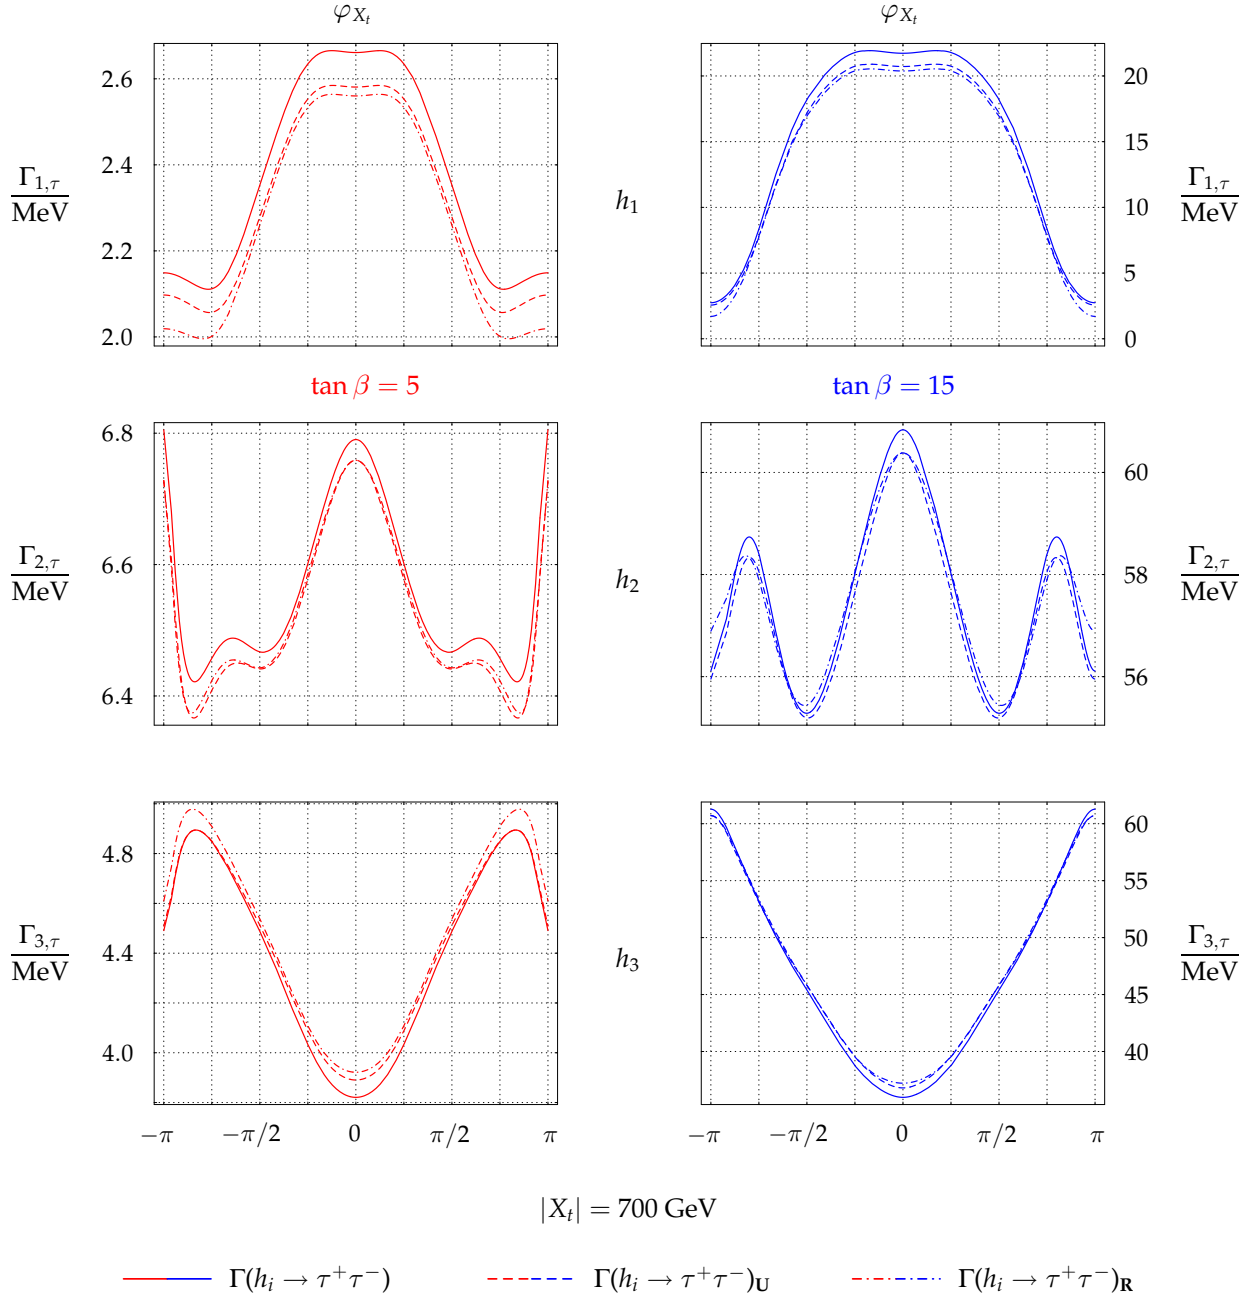 φ_{X_t} φ_{X_t}
2.6
2.4
2.2
2.0
Γ_{1,τ}/MeV
h_1
20
15
10
5
0
Γ_{1,τ}/MeV
tan β = 5 tan β = 15
6.8
6.6
6.4
Γ_{2,τ}/MeV
h_2
60
58
56
Γ_{2,τ}/MeV
4.8
4.4
4.0
Γ_{3,τ}/MeV
h_3
60
55
50
45
40
Γ_{3,τ}/MeV
−π −π/2 0 π/2 π −π −π/2 0 π/2 π
|X_t| = 700 GeV
Γ(h_i → τ⁺τ⁻) Γ(h_i → τ⁺τ⁻)_U Γ(h_i → τ⁺τ⁻)_R